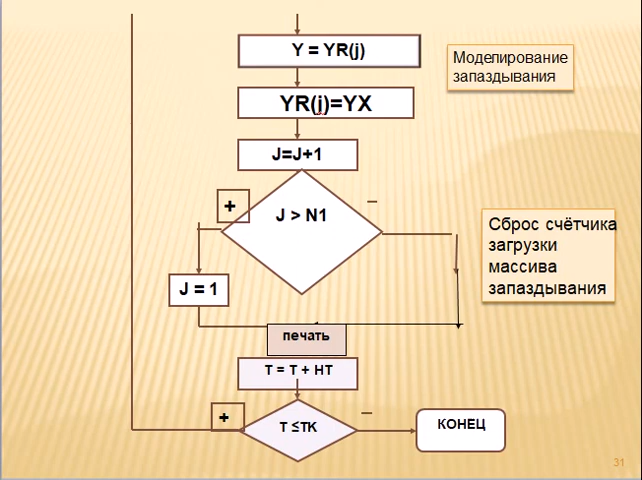 Y = YR(j)
Моделирование
запаздывания
YR(j)=YX
J=J+1
+
–
J > N1
Сброс счётчика
загрузки
массива
запаздывания
J = 1
печать
T = T + HT
+
–
T ≤TK
КОНЕЦ
31